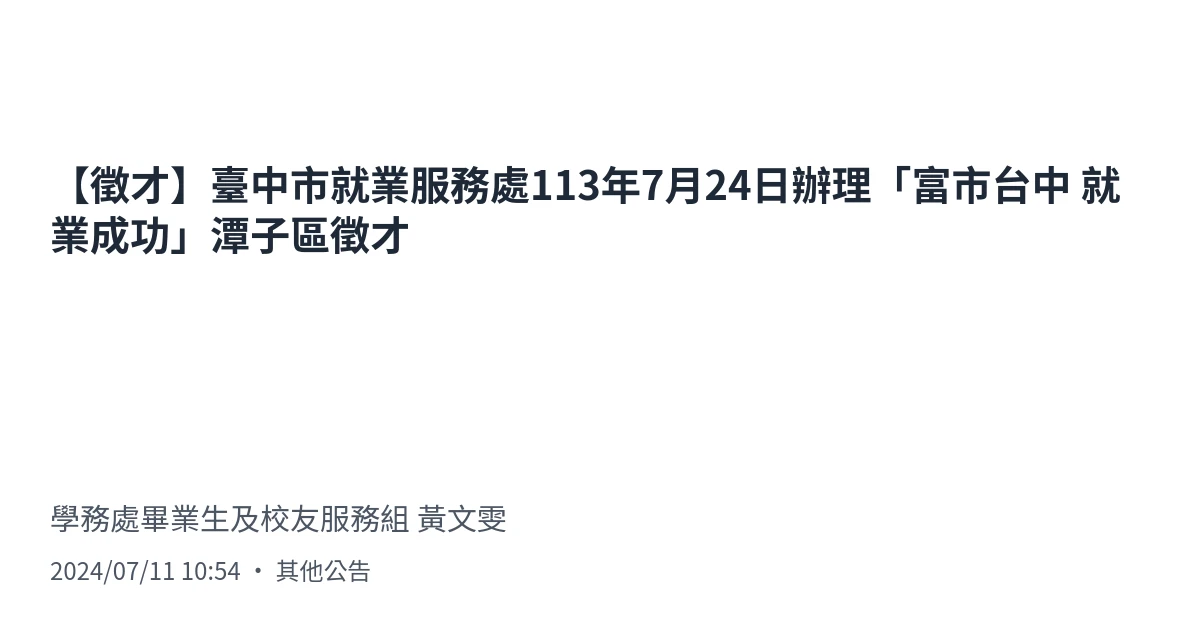 【徵才】臺中市就業服務處113年7月24日辦理「富市台中 就
業成功」潭子區徵才
學務處畢業生及校友服務組 黃文雯
2024/07/11 10:54 ・ 其他公告